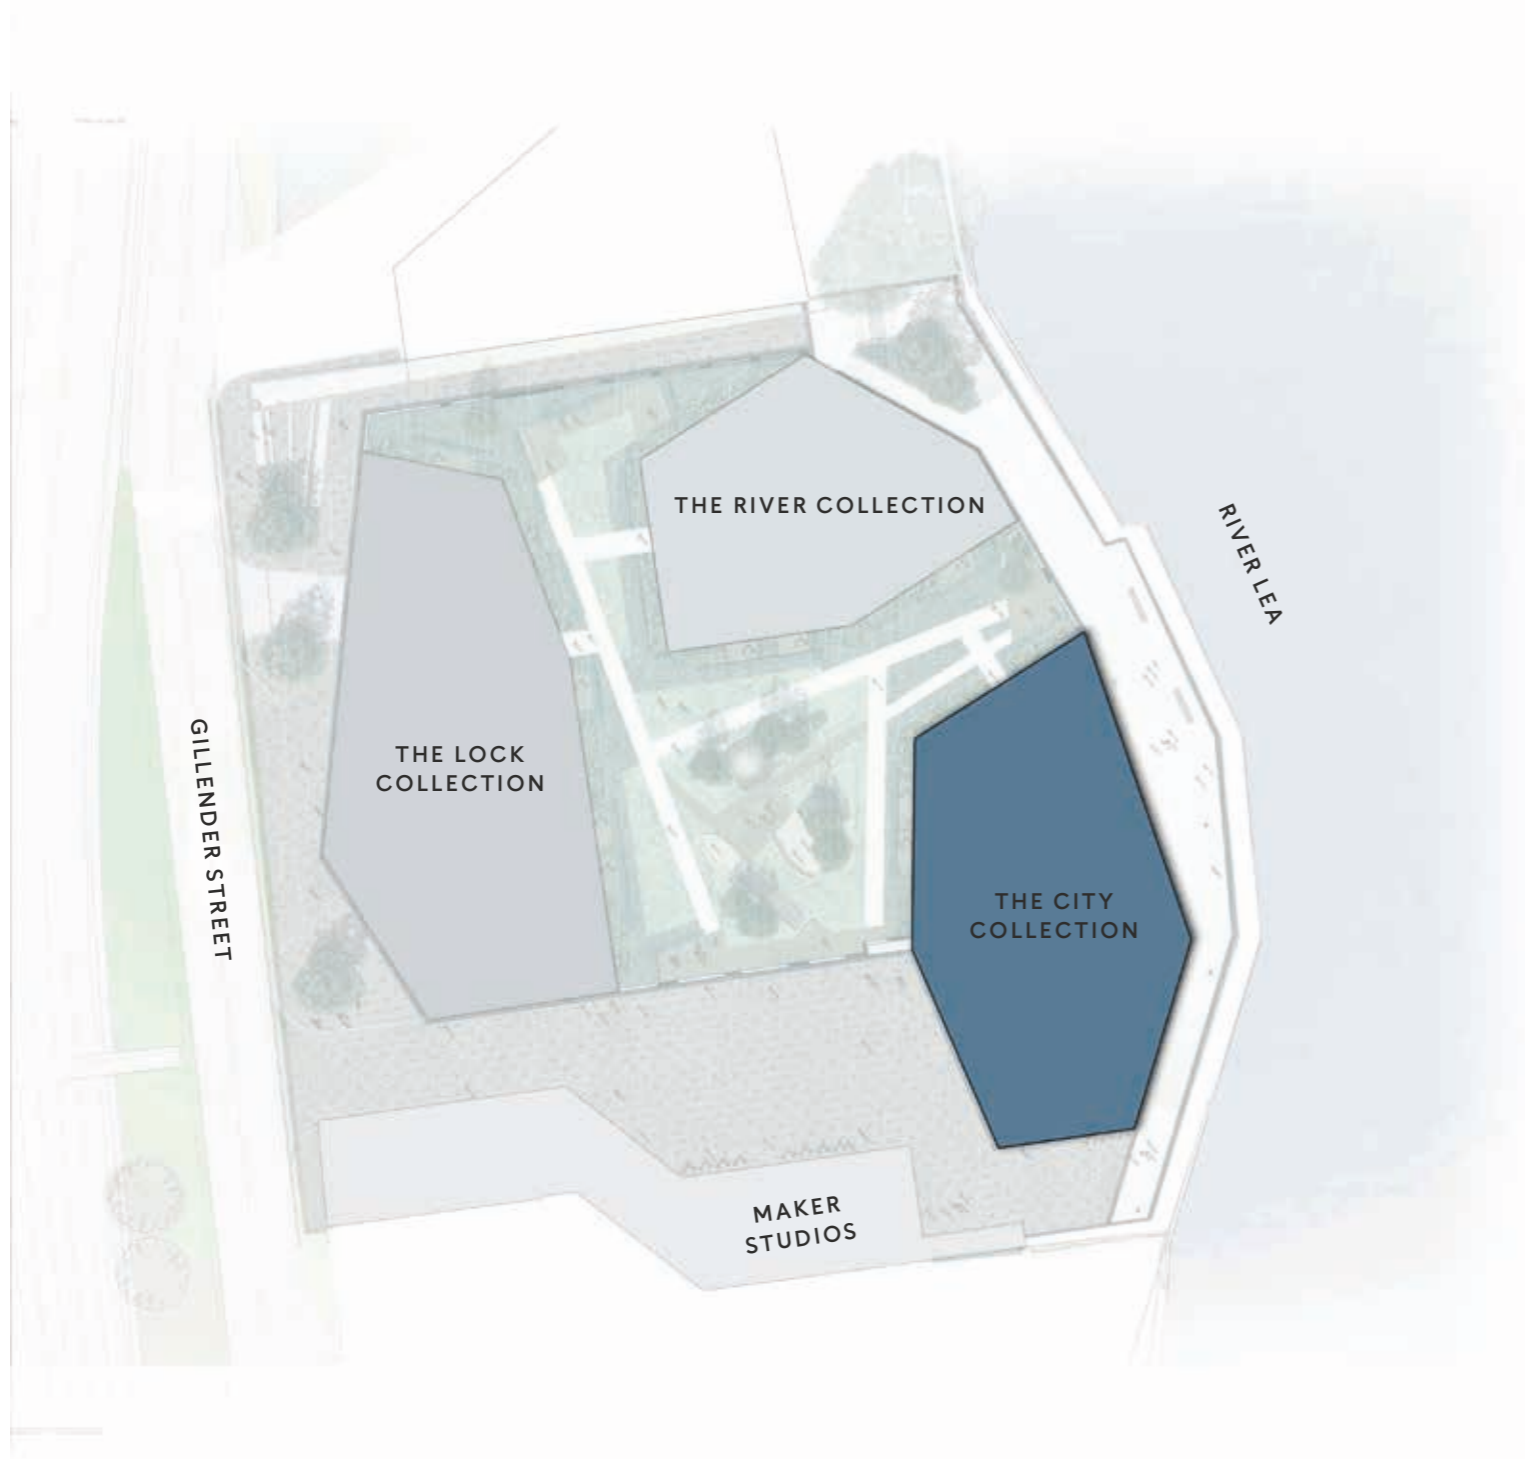 THE RIVER COLLECTION
RIVER LEA
THE LOCK
COLLECTION
GILLENDER STREET
THE CITY
COLLECTION
MAKER
STUDIOS